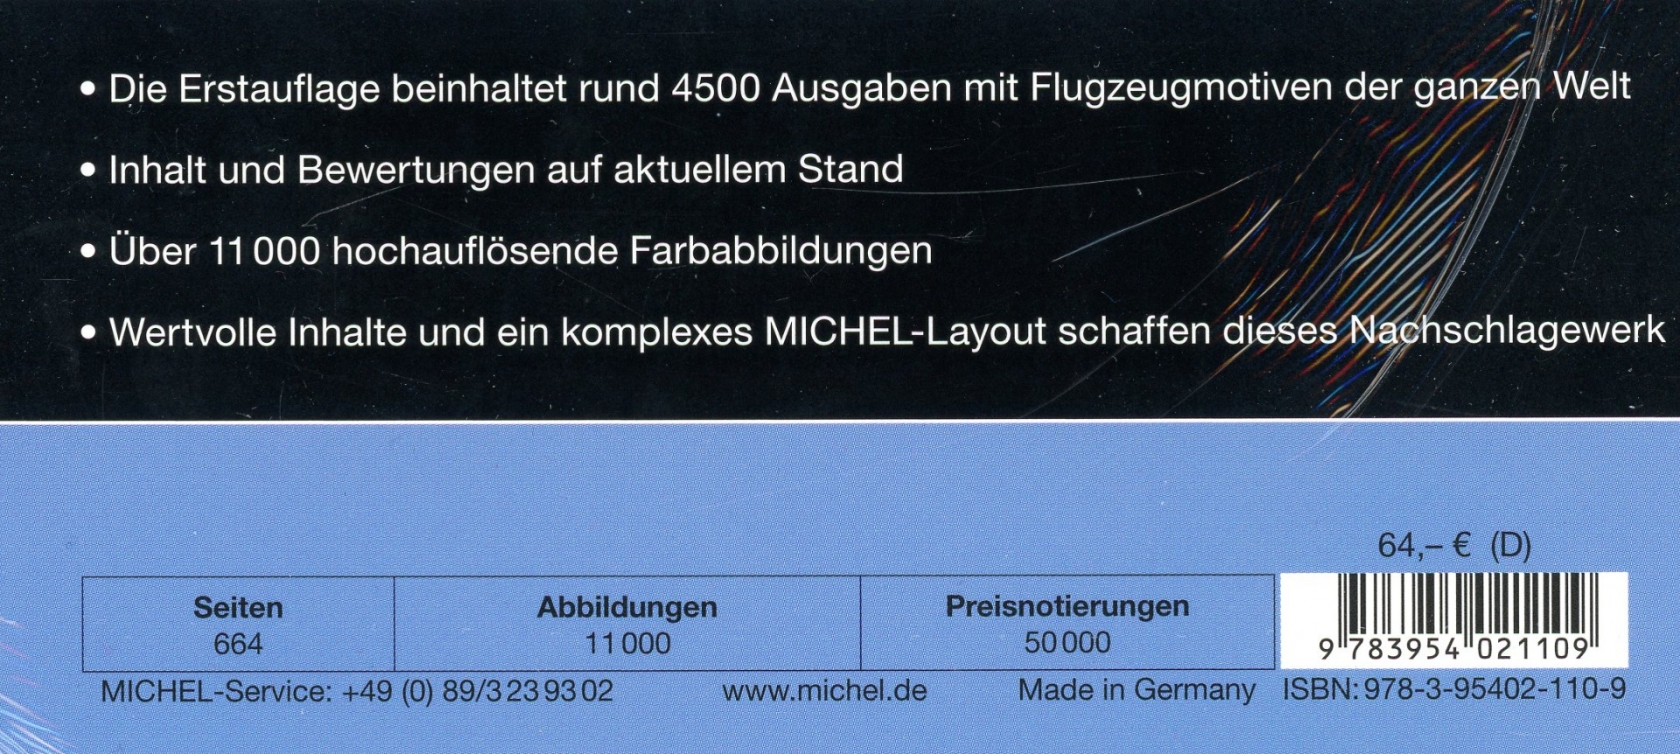 • Die Erstauflage beinhaltet rund 4500 Ausgaben mit Flugzeugmotiven der ganzen Welt
• Inhalt und Bewertungen auf aktuellem Stand
• Über 11 000 hochauflösende Farbabbildungen
• Wertvolle Inhalte und ein komplexes MICHEL-Layout schaffen dieses Nachschlagewerk
64,– € (D)
Seiten Abbildungen Preisnotierungen
664 11 000 50 000
9 783954 021109
MICHEL-Service: +49 (0) 89/3 23 93 02 www.michel.de Made in Germany ISBN: 978-3-95402-110-9